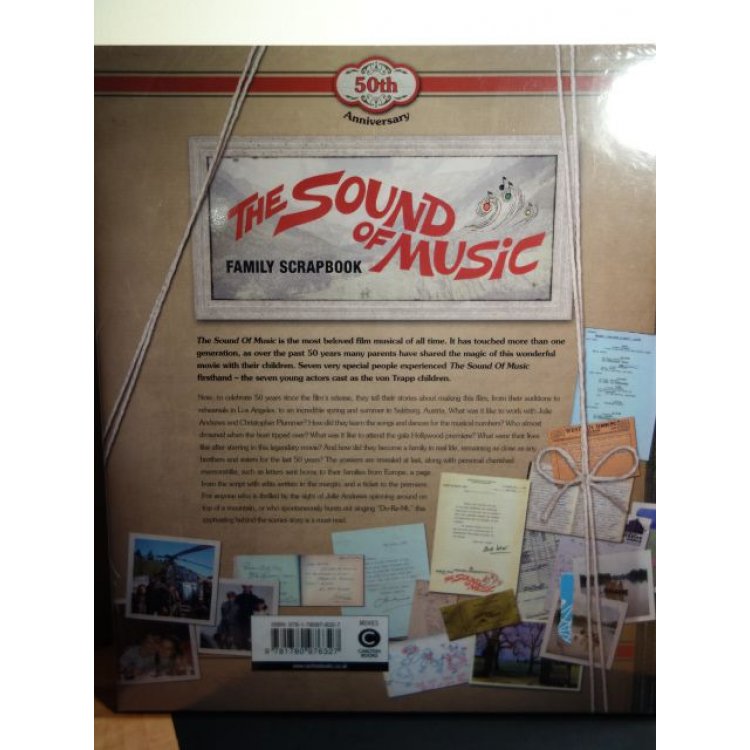 50th
Anniversary
THE SOUND
OF MUSIC
FAMILY SCRAPBOOK
The Sound Of Music is the most beloved film musical of all time. It has touched more than one
generation, as over the past 50 years many parents have shared the magic of this wonderful
movie with their children. Seven very special people experienced The Sound Of Music
firsthand – the seven young actors cast as the von Trapp children.
Now, to celebrate 50 years since the film's release, they tell their stories about making this film, from their auditions to
rehearsals in Los Angeles, to an incredible spring and summer in Salzburg, Austria. What was it like to work with Julie
Andrews and Christopher Plummer? How did they learn the songs and dances for the musical numbers? Who almost
drowned when the boat tipped over? What was it like to attend the gala Hollywood premiere? What were their lives
like after starring in this legendary movie? And how did they become a family in real life, remaining as close as any
brothers and sisters for the last 50 years? The answers are revealed at last, along with personal cherished
memorabilia, such as letters sent home to their families from Europe, a page
from the script with edits written in the margin, and a ticket to the premiere.
For anyone who is thrilled by the sight of Julie Andrews spinning around on
top of a mountain, or who spontaneously bursts out singing "Do-Re-Mi," this
captivating behind-the-scenes story is a must-read.
THE SOUND
OF MUSIC
MOVIES
CARLTON
BOOKS
9 781780 976327
www.carltonbooks.co.uk